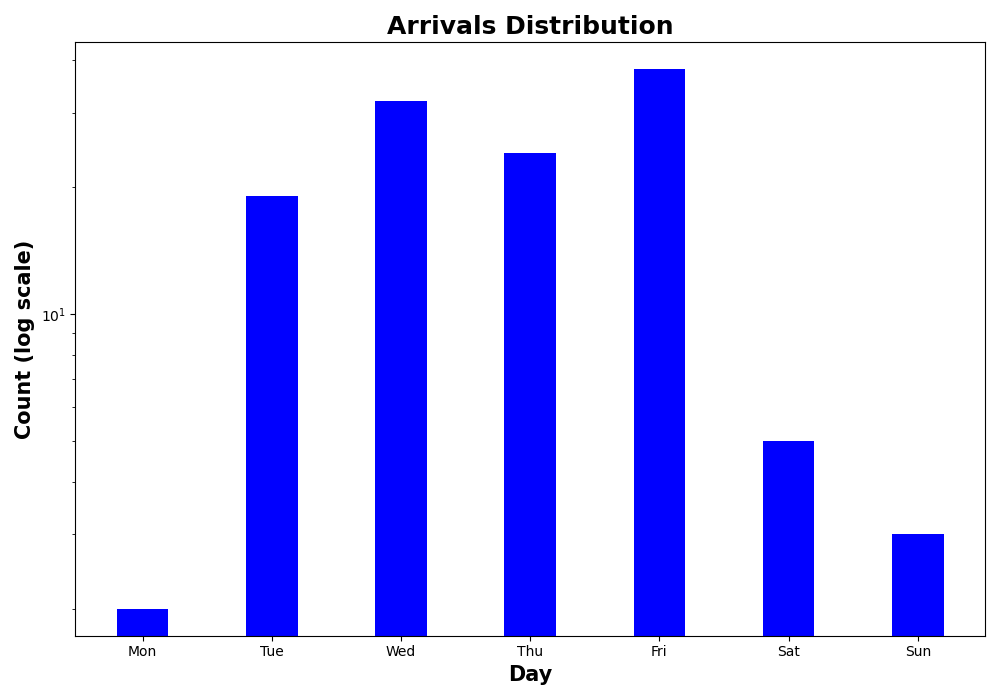 Arrivals Distribution
Count (log scale)
10¹
Mon Tue Wed Thu Fri Sat Sun
Day